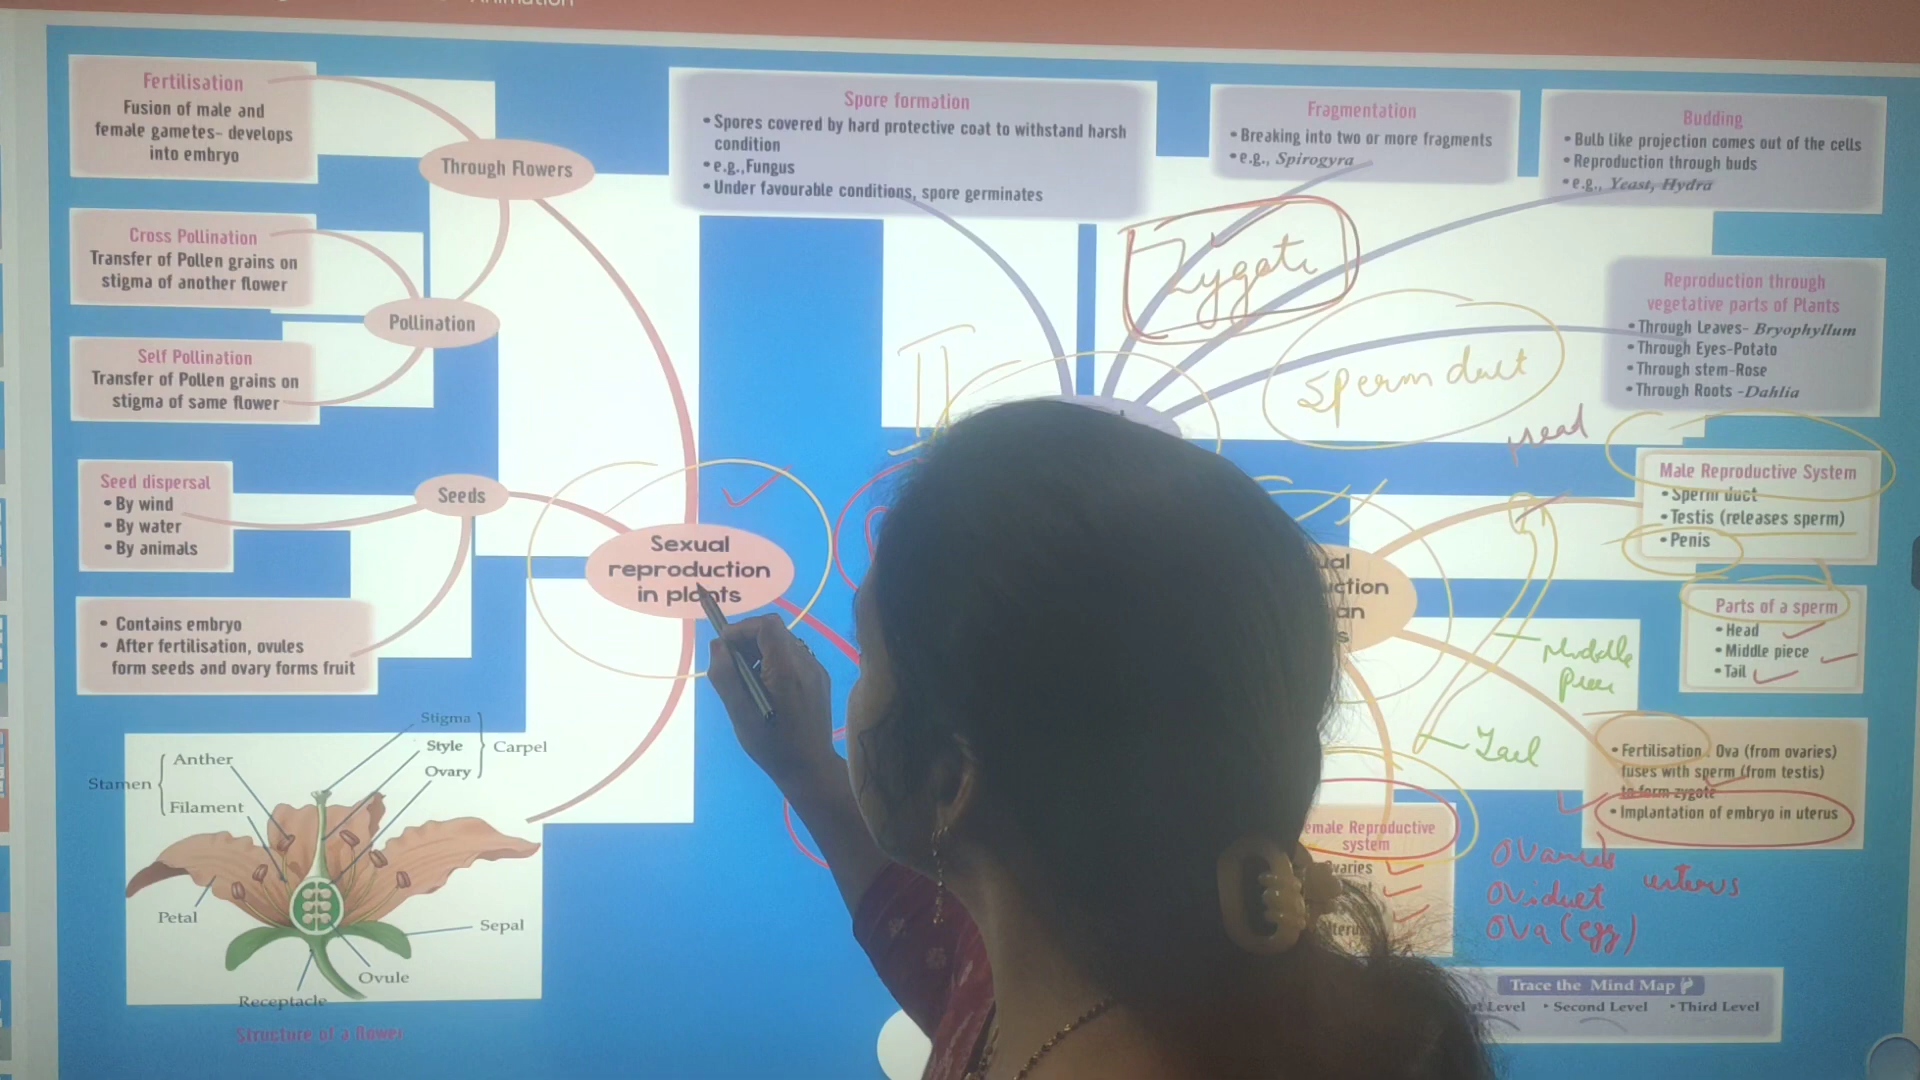 Fertilisation
Fusion of male and
female gametes- develops
into embryo
Through Flowers
Cross Pollination
Transfer of Pollen grains on
stigma of another flower
Pollination
Self Pollination
Transfer of Pollen grains on
stigma of same flower
Seed dispersal
• By wind
• By water
• By animals
Seeds
• Contains embryo
• After fertilisation, ovules
form seeds and ovary forms fruit
Sexual
reproduction
in plants
Stigma
Style
Ovary
Carpel
Anther
Stamen
Filament
Petal
Sepal
Ovule
Receptacle
Structure of a flower
Spore formation
• Spores covered by hard protective coat to withstand harsh
condition
• e.g.,Fungus
• Under favourable conditions, spore germinates
Fragmentation
• Breaking into two or more fragments
• e.g., Spirogyra
Budding
• Bulb like projection comes out of the cells
• Reproduction through buds
• e.g., Yeast, Hydra
Zygote
Sperm duct
Reproduction through
vegetative parts of Plants
• Through Leaves- Bryophyllum
• Through Eyes-Potato
• Through stem-Rose
• Through Roots -Dahlia
Head
Male Reproductive System
• Sperm duct
• Testis (releases sperm)
• Penis
Parts of a sperm
• Head
• Middle piece
• Tail
Middle
piece
Tail
• Fertilisation Ova (from ovaries)
fuses with sperm (from testis)
to form zygote
• Implantation of embryo in uterus
emale Reproductive
system
varies
Ovaries
uterus
Oviduct
Ova (egg)
Trace the Mind Map
Level • Second Level • Third Level